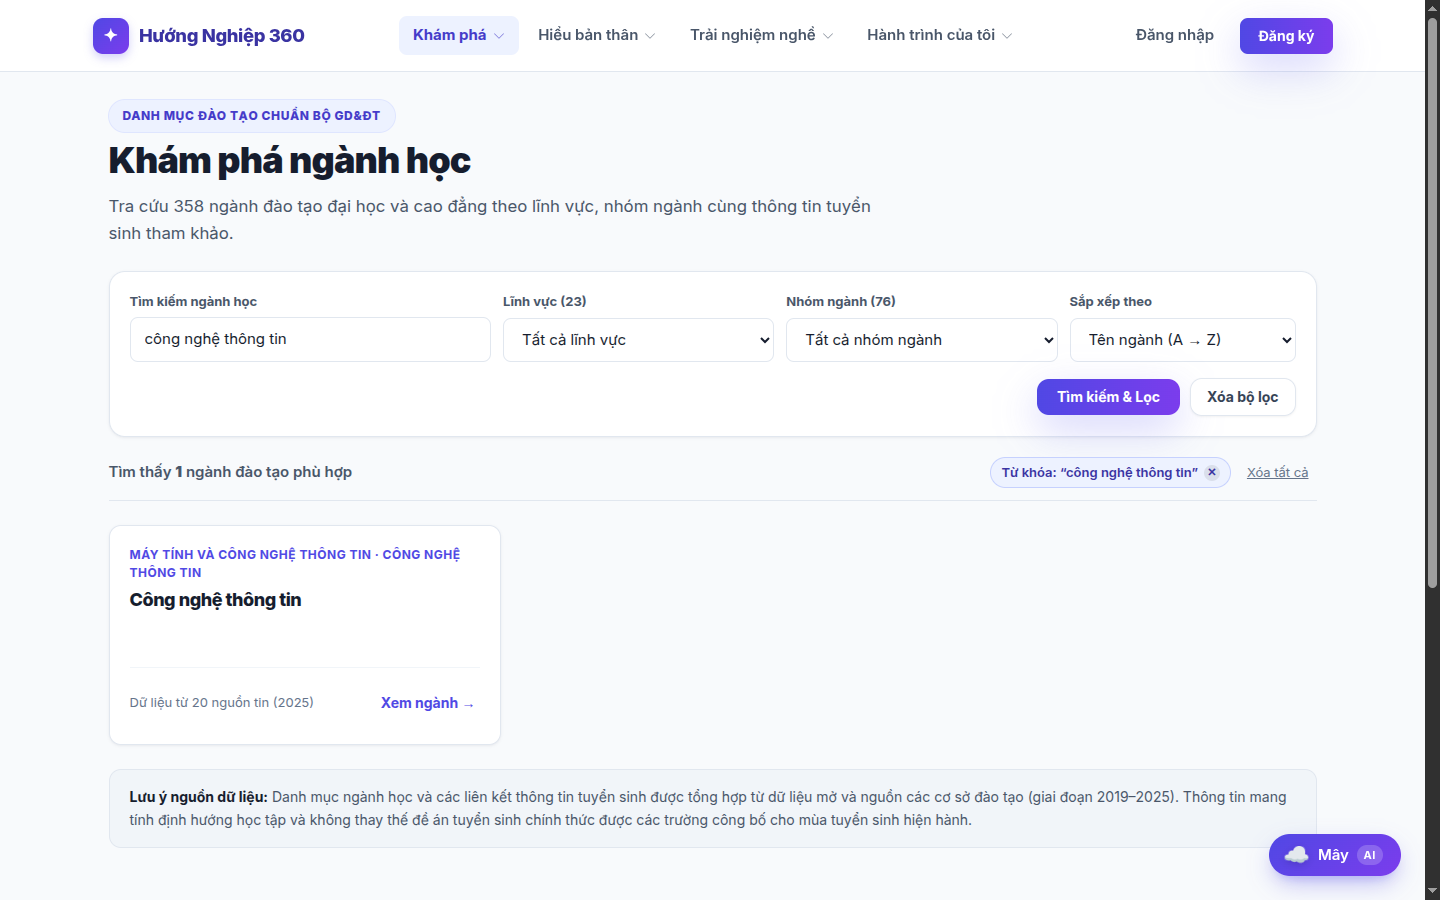 ✦ Hướng Nghiệp 360
Khám phá
Hiểu bản thân
Trải nghiệm nghề
Hành trình của tôi
Đăng nhập
Đăng ký
DANH MỤC ĐÀO TẠO CHUẨN BỘ GD&ĐT
Khám phá ngành học
Tra cứu 358 ngành đào tạo đại học và cao đẳng theo lĩnh vực, nhóm ngành cùng thông tin tuyển
sinh tham khảo.
Tìm kiếm ngành học
Lĩnh vực (23)
Nhóm ngành (76)
Sắp xếp theo
công nghệ thông tin
Tất cả lĩnh vực
Tất cả nhóm ngành
Tên ngành (A → Z)
Tìm kiếm & Lọc
Xóa bộ lọc
Tìm thấy 1 ngành đào tạo phù hợp
Từ khóa: “công nghệ thông tin” ✕
Xóa tất cả
MÁY TÍNH VÀ CÔNG NGHỆ THÔNG TIN · CÔNG NGHỆ
THÔNG TIN
Công nghệ thông tin
Dữ liệu từ 20 nguồn tin (2025)
Xem ngành →
Lưu ý nguồn dữ liệu: Danh mục ngành học và các liên kết thông tin tuyển sinh được tổng hợp từ dữ liệu mở và nguồn các cơ sở đào tạo (giai đoạn 2019–2025). Thông tin mang
tính định hướng học tập và không thay thế đề án tuyển sinh chính thức được các trường công bố cho mùa tuyển sinh hiện hành.
Mây AI